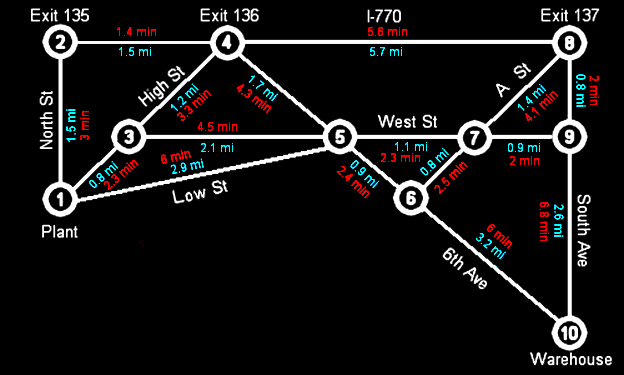 Exit 135
Exit 136
I-770
Exit 137
1.4 min
5.6 min
2
4
8
1.5 mi
5.7 mi
North St
1.5 mi
3 min
High St
1.2 mi
3.3 min
1.7 mi
4.3 min
A St
1.4 mi
4.1 min
0.8 mi
2 min
3
4.5 min
2.1 mi
5
West St
1.1 mi
2.3 min
7
0.9 mi
2 min
9
0.8 mi
2.3 min
6 min
2.9 mi
Low St
0.9 mi
2.4 min
0.8 mi
2.5 min
1
6
Plant
6 min
3.2 mi
6th Ave
6.8 min
2.6 mi
South Ave
10
Warehouse